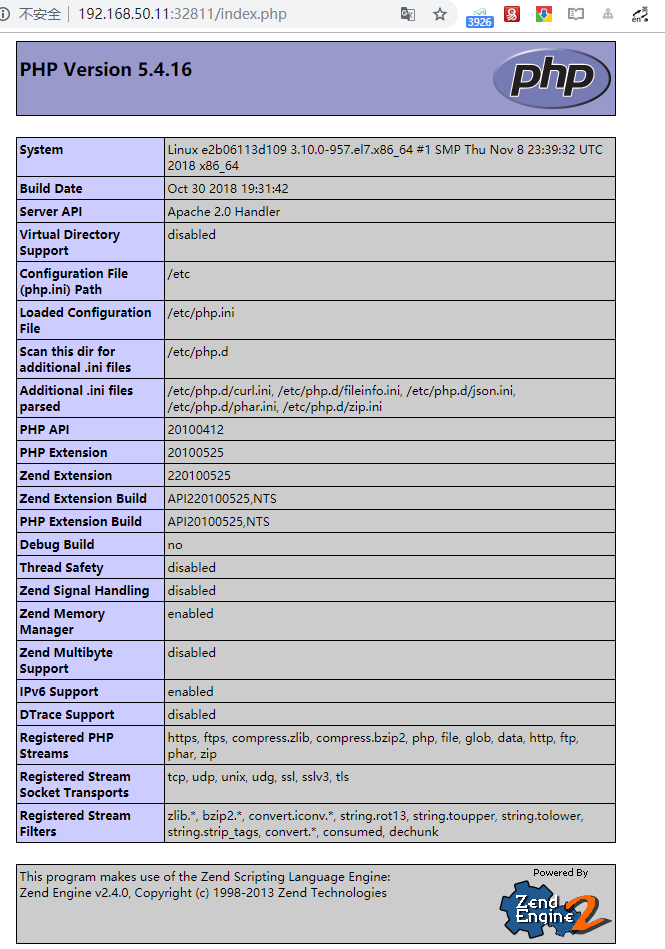 不安全 192.168.50.11:32811/index.php
3926
en
PHP Version 5.4.16
php
System Linux e2b06113d109 3.10.0-957.el7.x86_64 #1 SMP Thu Nov 8 23:39:32 UTC
2018 x86_64
Build Date Oct 30 2018 19:31:42
Server API Apache 2.0 Handler
Virtual Directory disabled
Support
Configuration File /etc
(php.ini) Path
Loaded Configuration /etc/php.ini
File
Scan this dir for /etc/php.d
additional .ini files
Additional .ini files /etc/php.d/curl.ini, /etc/php.d/fileinfo.ini, /etc/php.d/json.ini,
parsed /etc/php.d/phar.ini, /etc/php.d/zip.ini
PHP API 20100412
PHP Extension 20100525
Zend Extension 220100525
Zend Extension Build API220100525,NTS
PHP Extension Build API20100525,NTS
Debug Build no
Thread Safety disabled
Zend Signal Handling disabled
Zend Memory enabled
Manager
Zend Multibyte disabled
Support
IPv6 Support enabled
DTrace Support disabled
Registered PHP https, ftps, compress.zlib, compress.bzip2, php, file, glob, data, http, ftp,
Streams phar, zip
Registered Stream tcp, udp, unix, udg, ssl, sslv3, tls
Socket Transports
Registered Stream zlib.*, bzip2.*, convert.iconv.*, string.rot13, string.toupper, string.tolower,
Filters string.strip_tags, convert.*, consumed, dechunk
This program makes use of the Zend Scripting Language Engine:
Zend Engine v2.4.0, Copyright (c) 1998-2013 Zend Technologies
Powered By
Zend
Engine 2